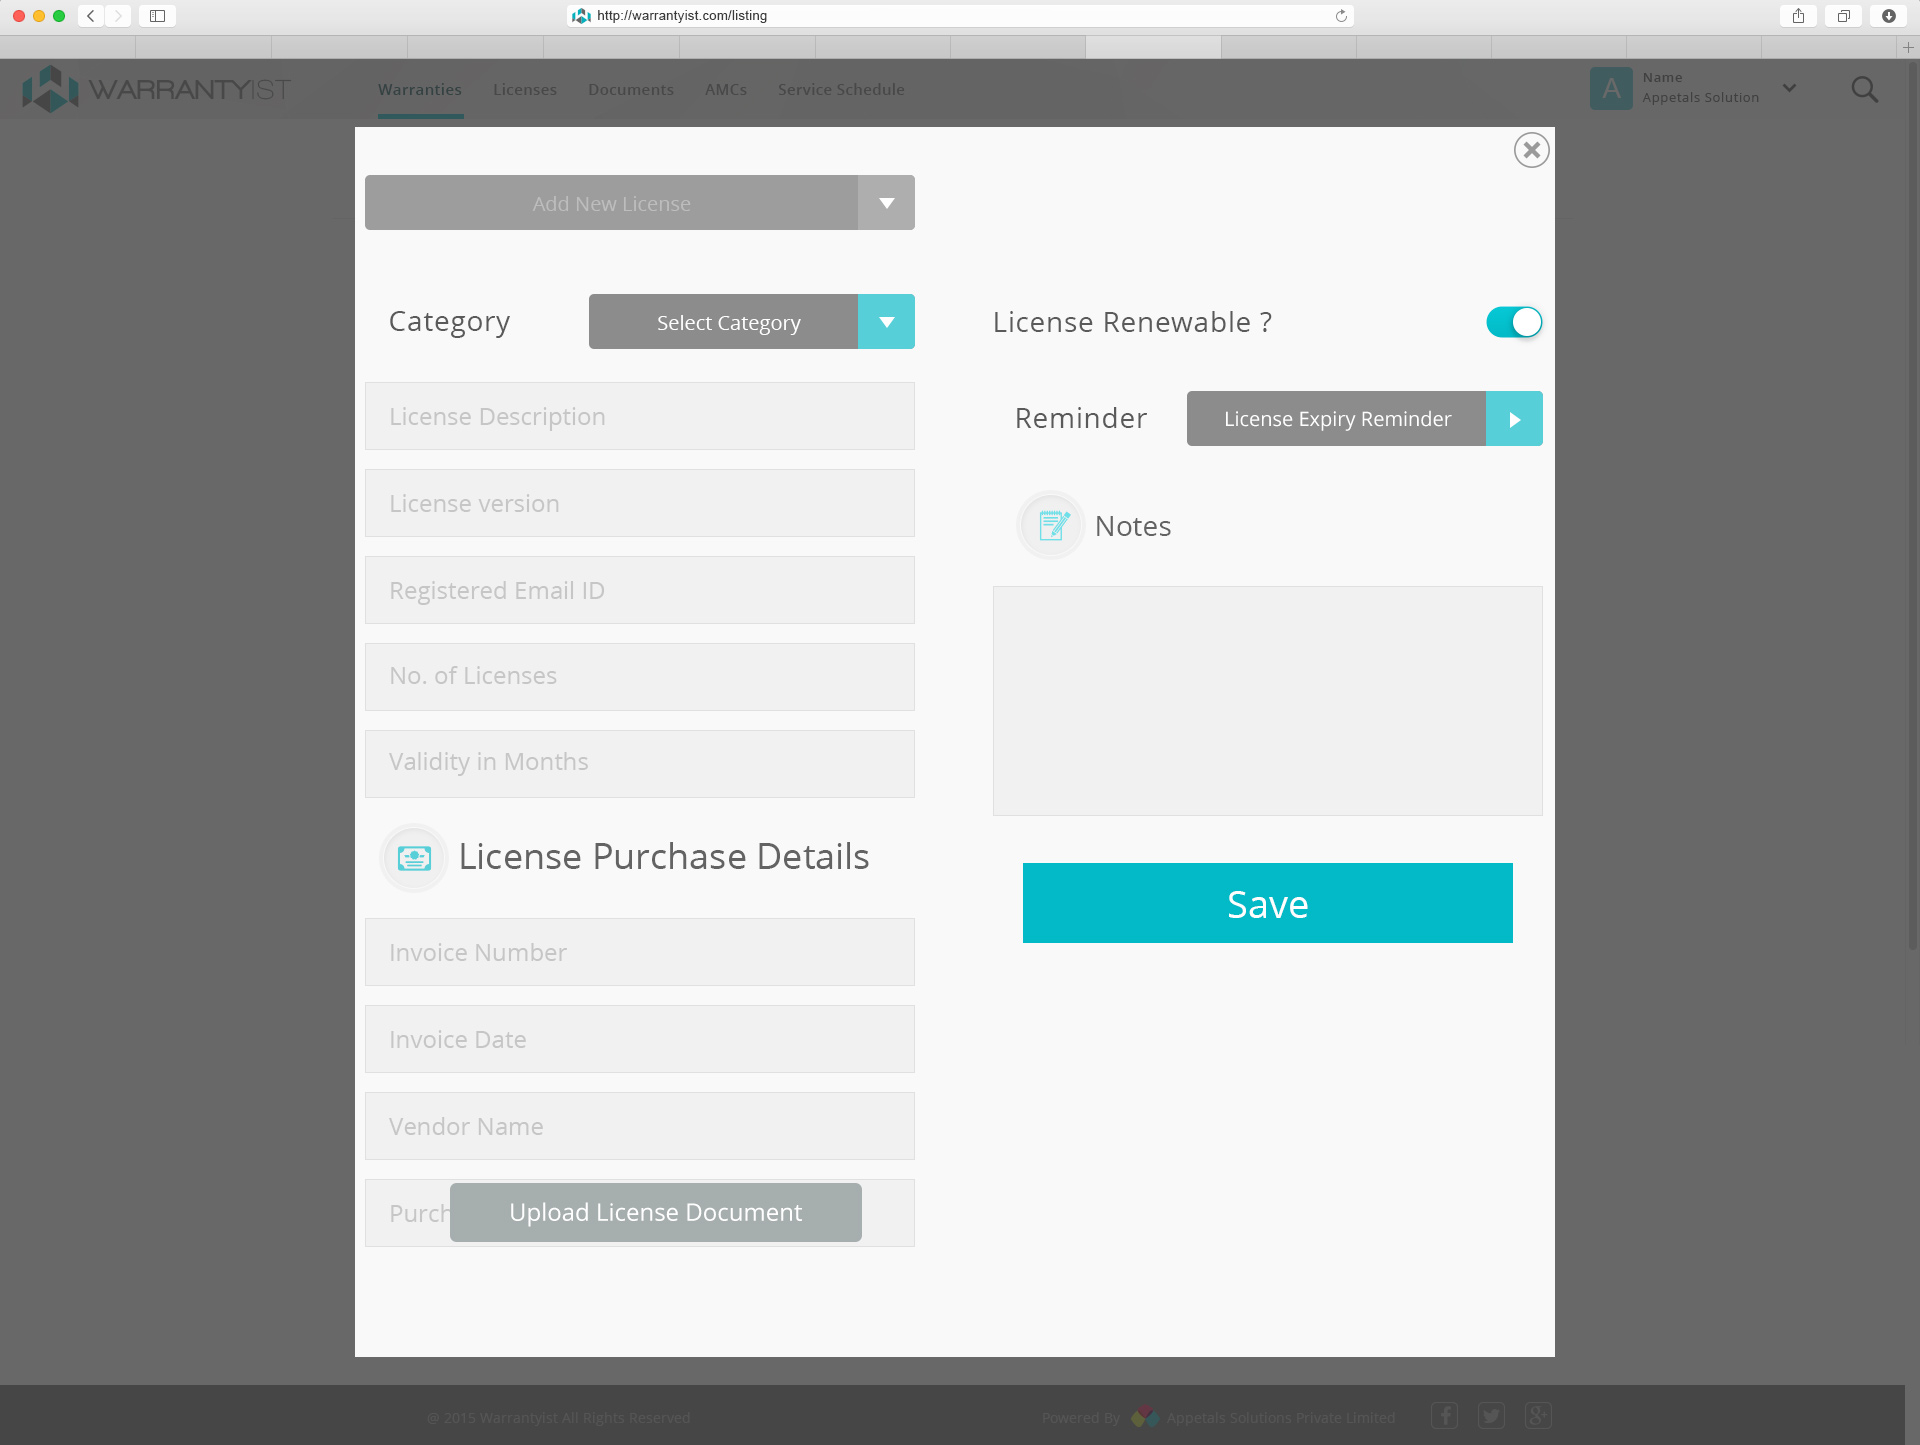 http://warrantyist.com/listing
WARRANTYIST
Warranties
Licenses
Documents
AMCs
Service Schedule
A
Name
Appetals Solution
Add New License
Category
Select Category
License Description
License version
Registered Email ID
No. of Licenses
Validity in Months
License Purchase Details
Invoice Number
Invoice Date
Vendor Name
Purch
Upload License Document
License Renewable ?
Reminder
License Expiry Reminder
Notes
Save
@ 2015 Warrantyist All Rights Reserved
Powered By
Appetals Solutions Private Limited